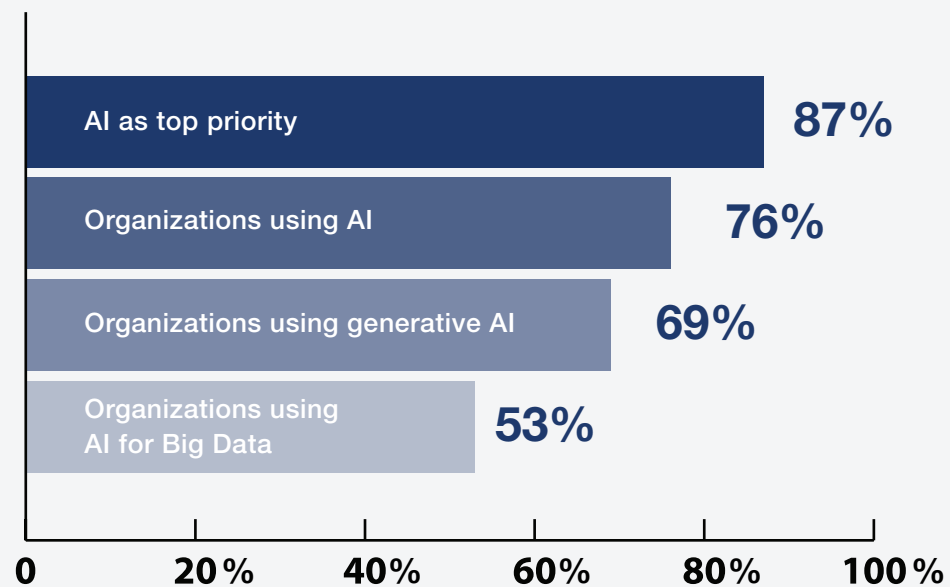 AI as top priority
87%
Organizations using AI
76%
Organizations using generative AI
69%
Organizations using
AI for Big Data
53%
0 20% 40% 60% 80% 100%